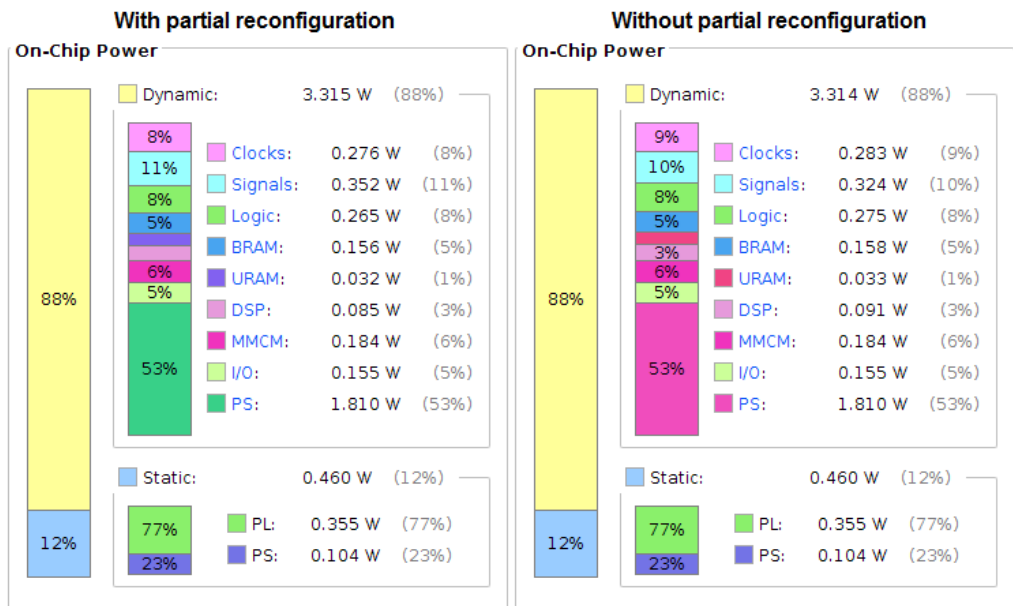 With partial reconfiguration
On-Chip Power
88%
12%
Dynamic: 3.315 W (88%)
8%
11%
8%
5%
6%
5%
53%
Clocks: 0.276 W (8%)
Signals: 0.352 W (11%)
Logic: 0.265 W (8%)
BRAM: 0.156 W (5%)
URAM: 0.032 W (1%)
DSP: 0.085 W (3%)
MMCM: 0.184 W (6%)
I/O: 0.155 W (5%)
PS: 1.810 W (53%)
Static: 0.460 W (12%)
77%
23%
PL: 0.355 W (77%)
PS: 0.104 W (23%)
Without partial reconfiguration
On-Chip Power
88%
12%
Dynamic: 3.314 W (88%)
9%
10%
8%
5%
3%
6%
5%
53%
Clocks: 0.283 W (9%)
Signals: 0.324 W (10%)
Logic: 0.275 W (8%)
BRAM: 0.158 W (5%)
URAM: 0.033 W (1%)
DSP: 0.091 W (3%)
MMCM: 0.184 W (6%)
I/O: 0.155 W (5%)
PS: 1.810 W (53%)
Static: 0.460 W (12%)
77%
23%
PL: 0.355 W (77%)
PS: 0.104 W (23%)